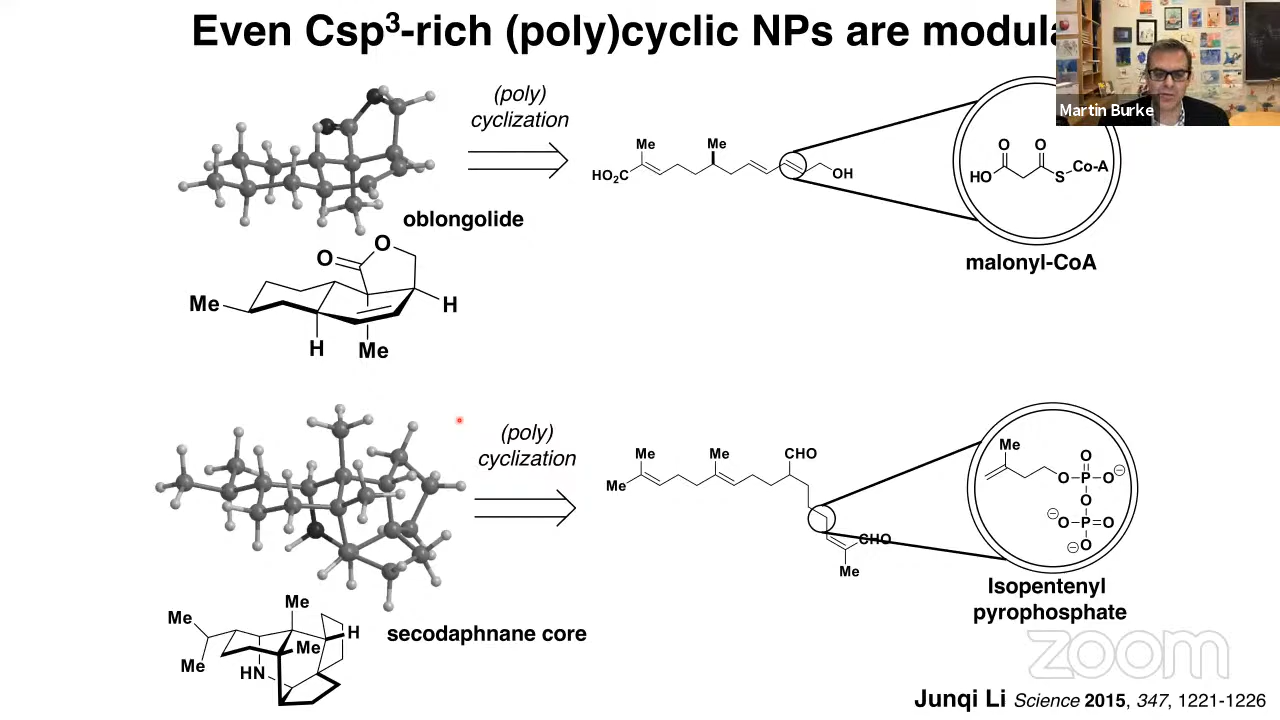 Even Csp³-rich (poly)cyclic NPs are modula
Martin Burke
(poly)
cyclization
Me
Me
HO₂C
OH
O
O
HO
S
Co-A
malonyl-CoA
oblongolide
O
O
Me
H
H
Me
(poly)
cyclization
Me
Me
Me
CHO
CHO
Me
Me
O
O
P
O⊖
O
⊖
O
P
O
⊖
O
Isopentenyl
pyrophosphate
secodaphnane core
Me
Me
Me
Me
H
HN
zoom
Junqi Li Science 2015, 347, 1221-1226